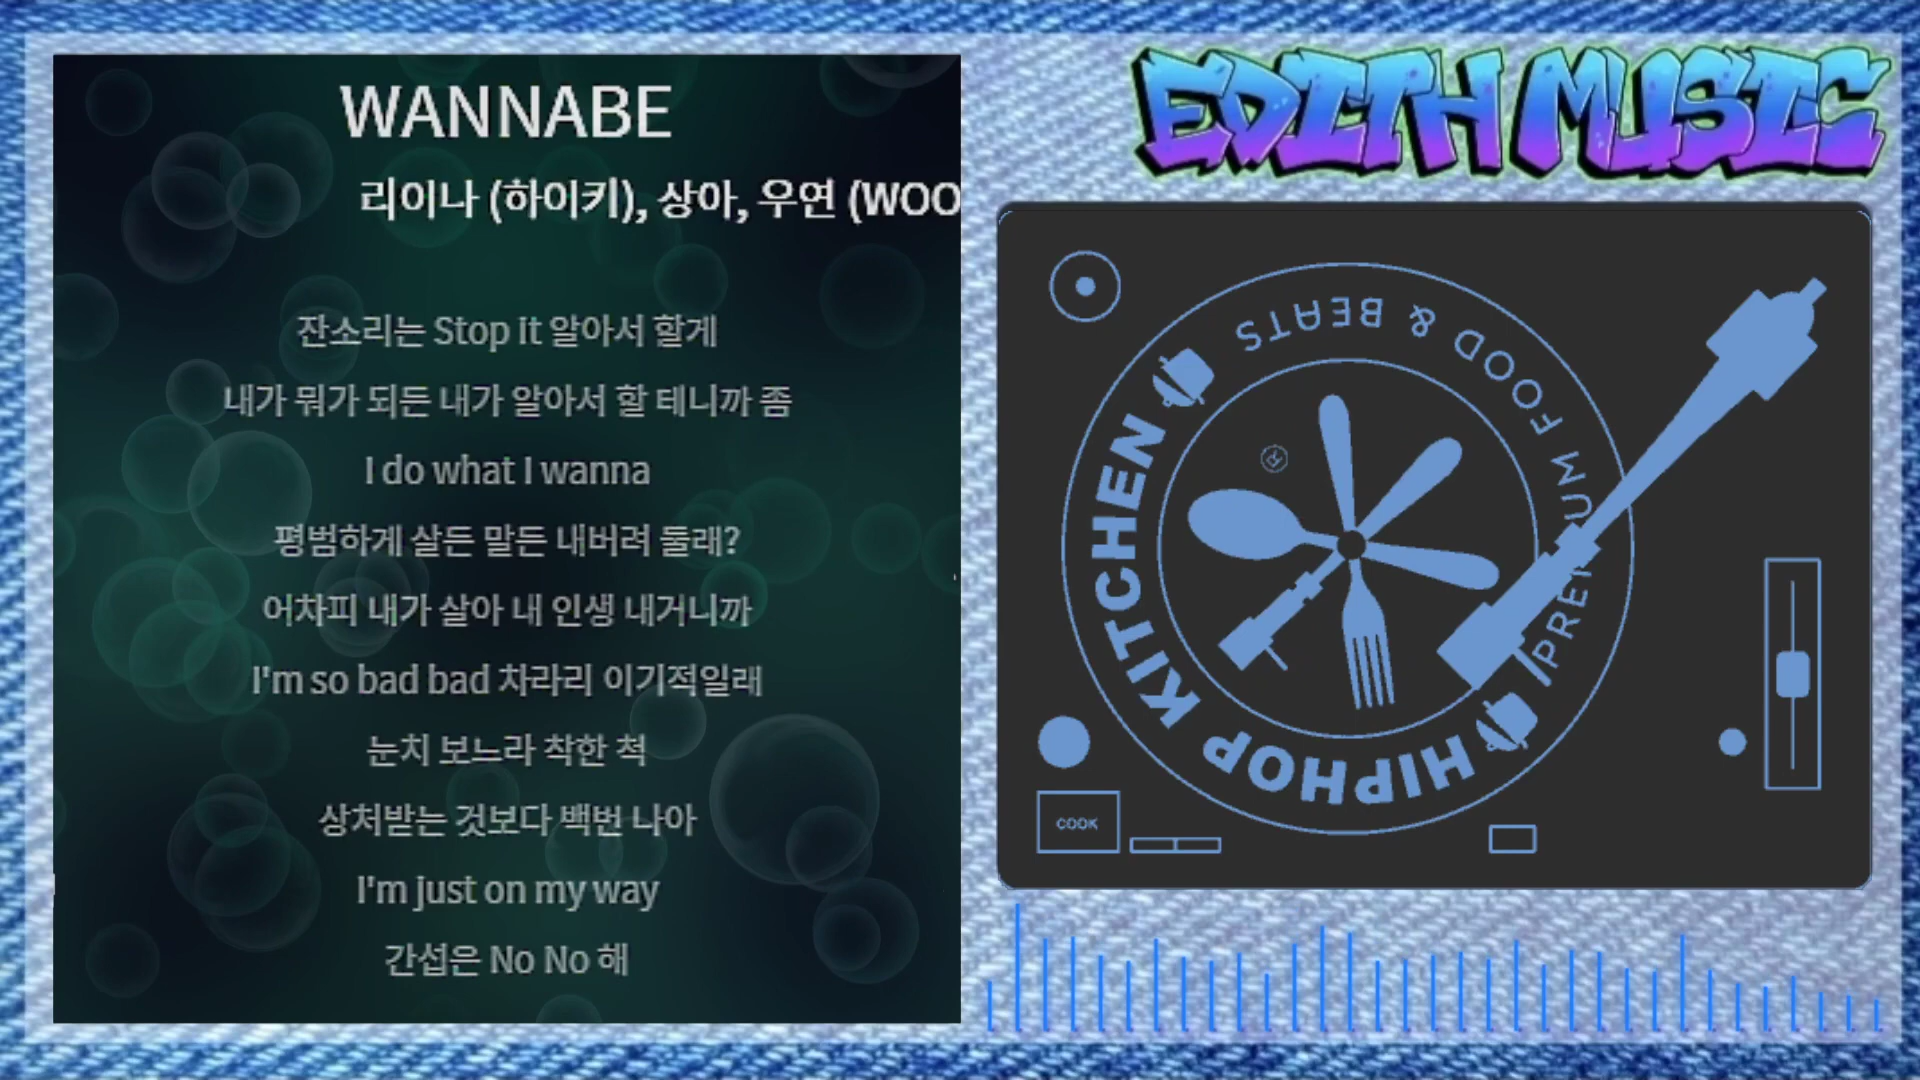 WANNABE
리이나 (하이키), 상아, 우연 (WOO
잔소리는 Stop it 알아서 할게
내가 뭐가 되든 내가 알아서 할 테니까 좀
I do what I wanna
평범하게 살든 말든 내버려 둘래?
어차피 내가 살아 내 인생 내거니까
I'm so bad bad 차라리 이기적일래
눈치 보느라 착한 척
상처받는 것보다 백번 나아
I'm just on my way
간섭은 No No 해
EDITH MUSIC
HIPHOP KITCHEN
PREMIUM FOOD & BEATS
®
COOK